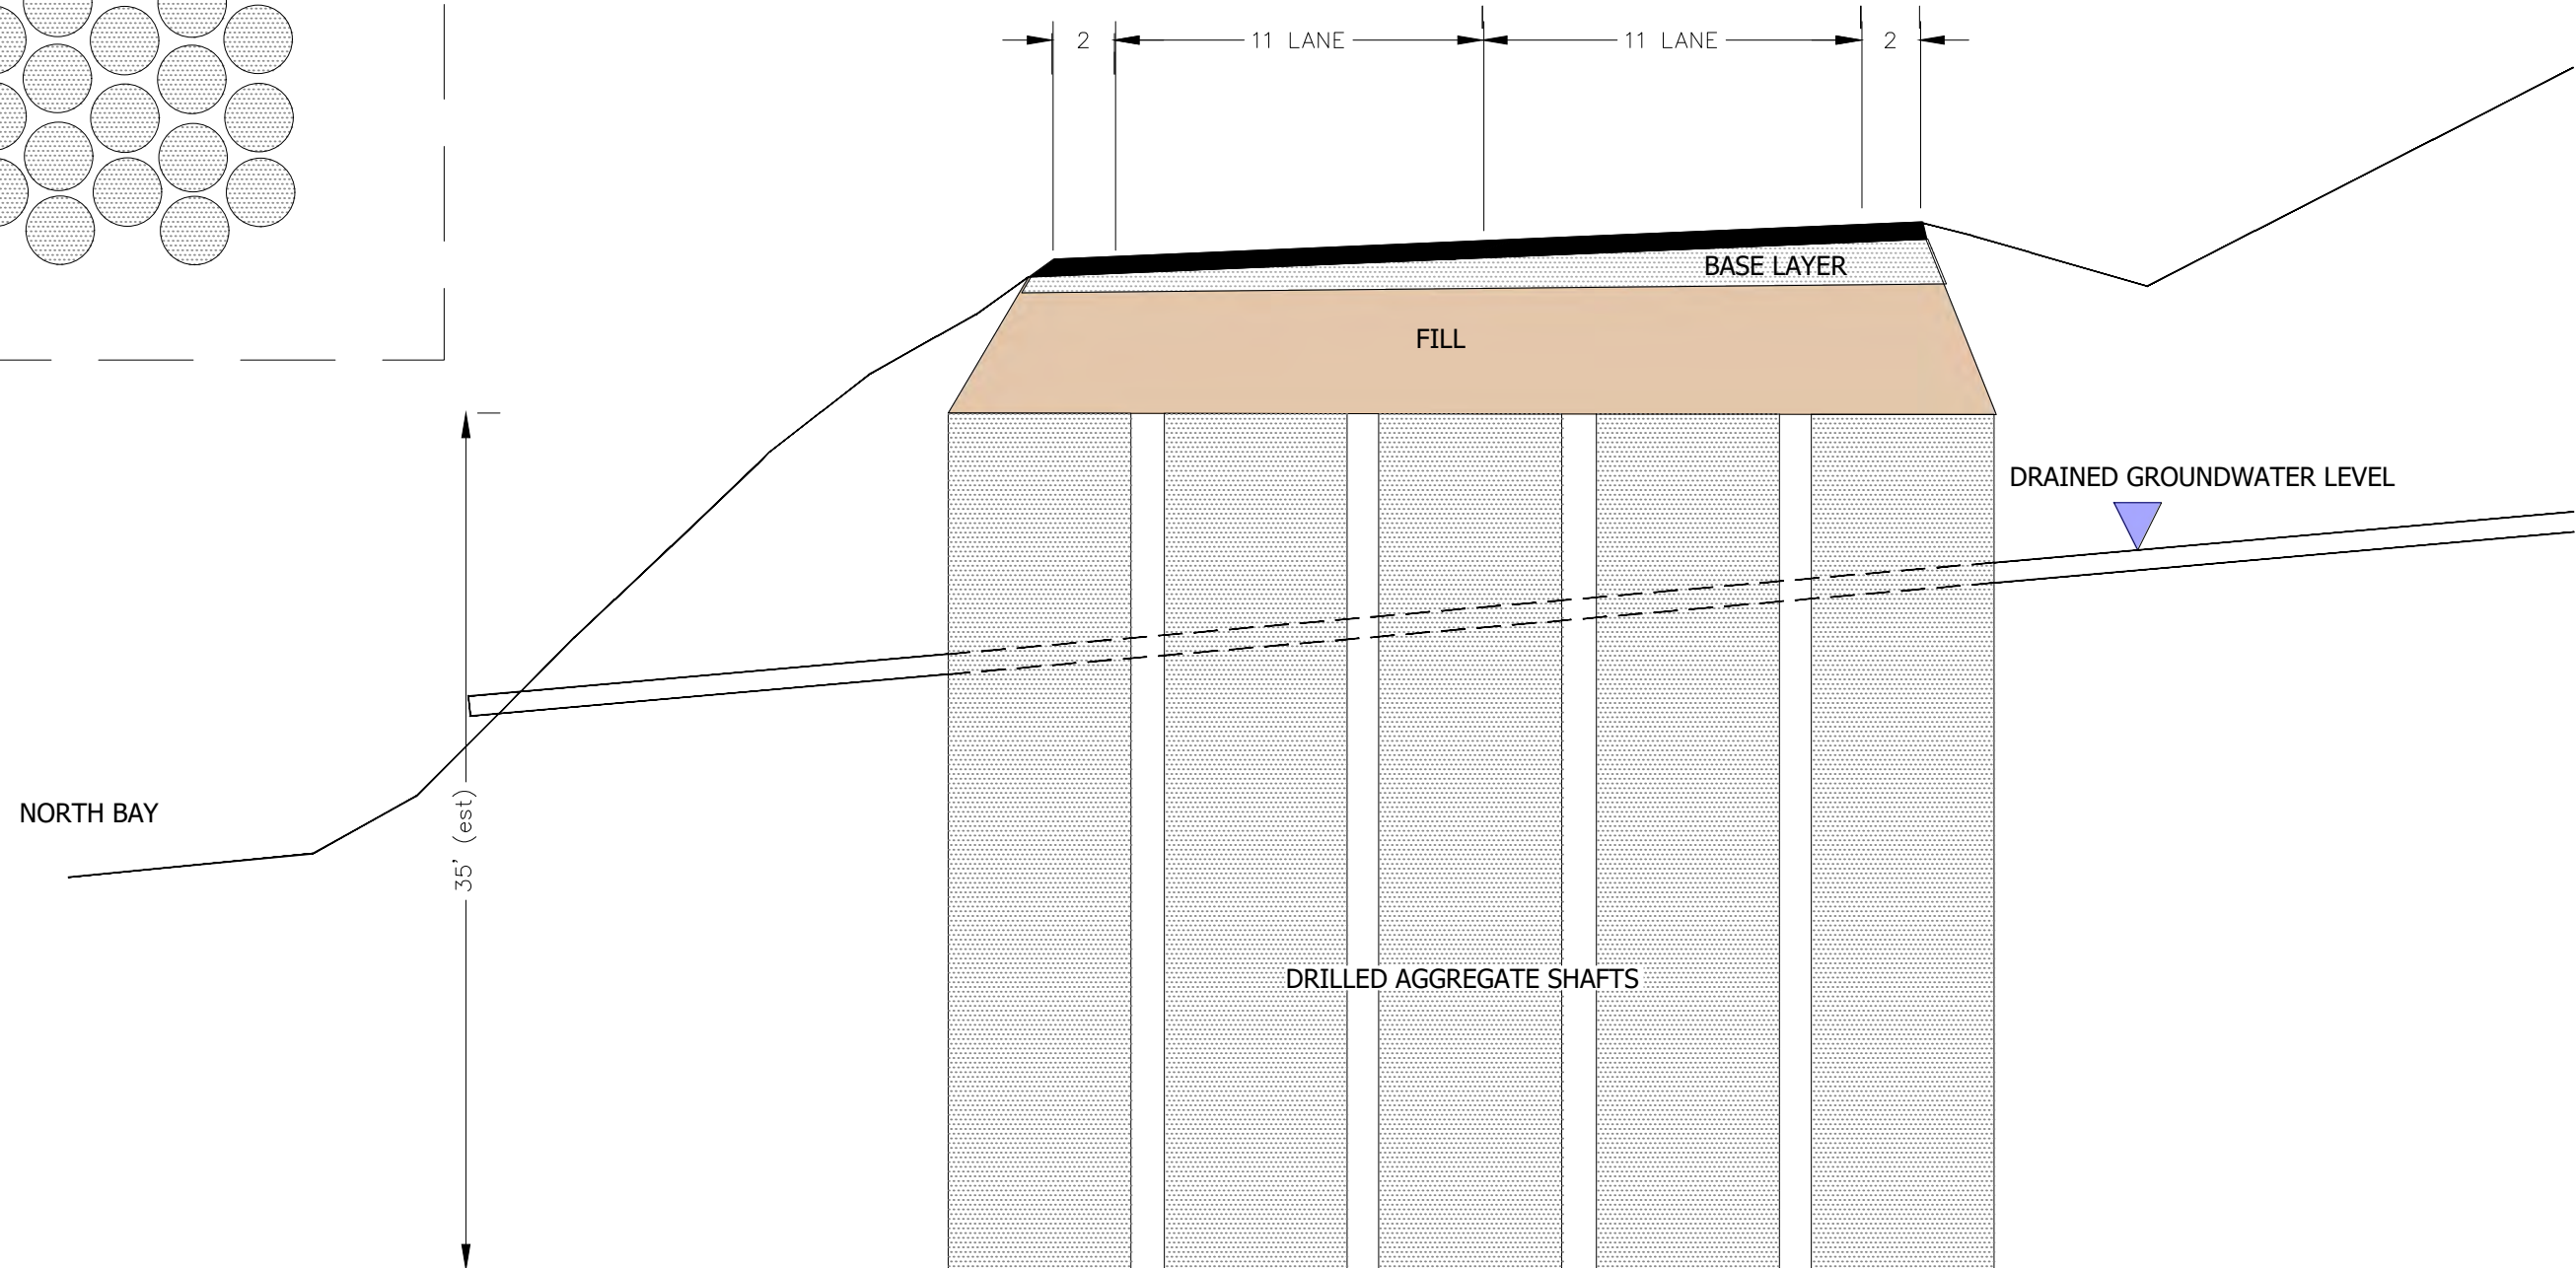 2
11 LANE
11 LANE
2
BASE LAYER
FILL
DRAINED GROUNDWATER LEVEL
NORTH BAY
35' (est)
DRILLED AGGREGATE SHAFTS